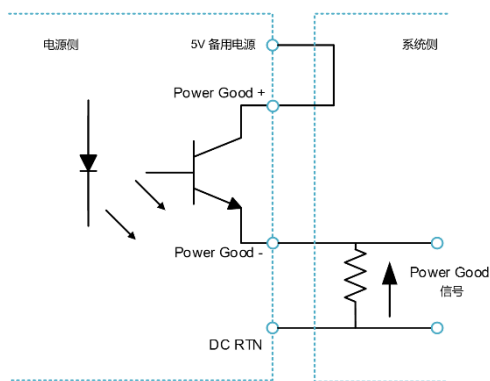 电源侧
5V 备用电源
系统侧
Power Good +
Power Good -
Power Good
信号
DC RTN